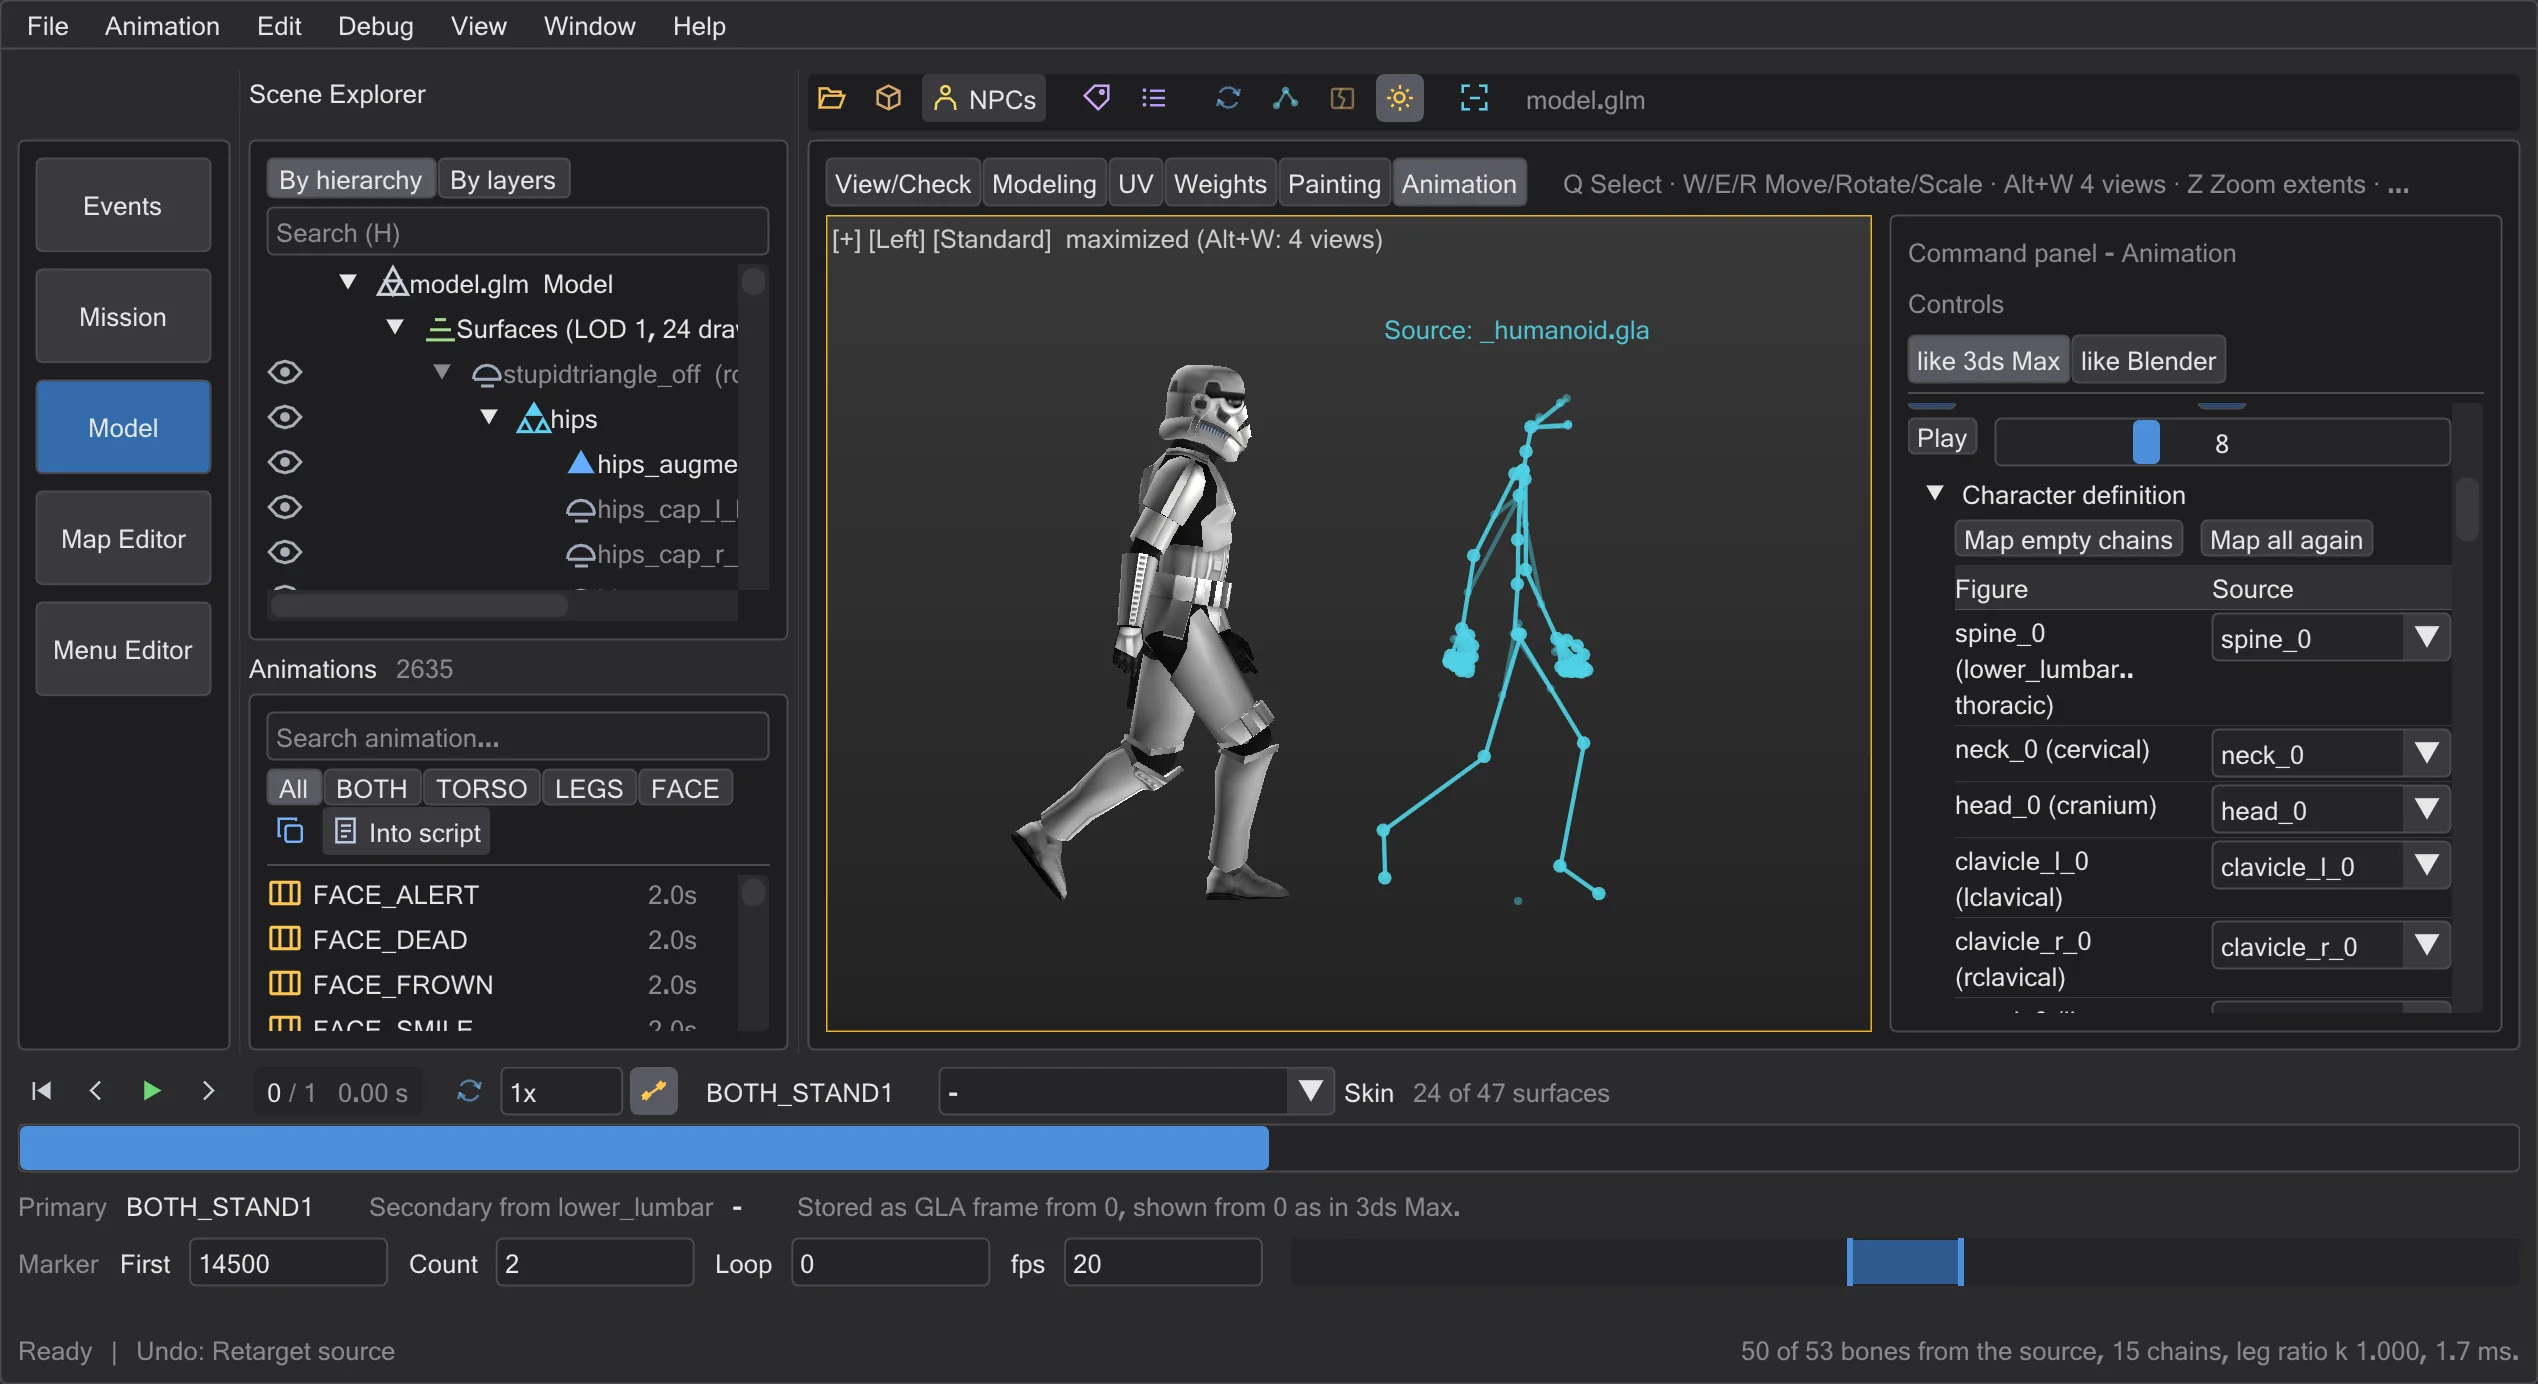 File Animation Edit Debug View Window Help
Scene Explorer
NPCs
model.glm
Events
Mission
Model
Map Editor
Menu Editor
By hierarchy By layers
Search (H)
model.glm Model
Surfaces (LOD 1, 24 dra
stupidtriangle_off (ro
hips
hips_augme
hips_cap_l_
hips_cap_r_
Animations 2635
Search animation...
All BOTH TORSO LEGS FACE
Into script
FACE_ALERT 2.0s
FACE_DEAD 2.0s
FACE_FROWN 2.0s
FACE_SMILE 2.0s
View/Check Modeling UV Weights Painting Animation
Q Select · W/E/R Move/Rotate/Scale · Alt+W 4 views · Z Zoom extents · ...
[+] [Left] [Standard] maximized (Alt+W: 4 views)
Source: _humanoid.gla
Command panel - Animation
Controls
like 3ds Max like Blender
Play 8
Character definition
Map empty chains Map all again
Figure Source
spine_0 (lower_lumbar.. thoracic) spine_0
neck_0 (cervical) neck_0
head_0 (cranium) head_0
clavicle_l_0 (lclavical) clavicle_l_0
clavicle_r_0 (rclavical) clavicle_r_0
0 / 1 0.00 s 1x BOTH_STAND1 - Skin 24 of 47 surfaces
Primary BOTH_STAND1 Secondary from lower_lumbar - Stored as GLA frame from 0, shown from 0 as in 3ds Max.
Marker First 14500 Count 2 Loop 0 fps 20
Ready | Undo: Retarget source
50 of 53 bones from the source, 15 chains, leg ratio k 1.000, 1.7 ms.